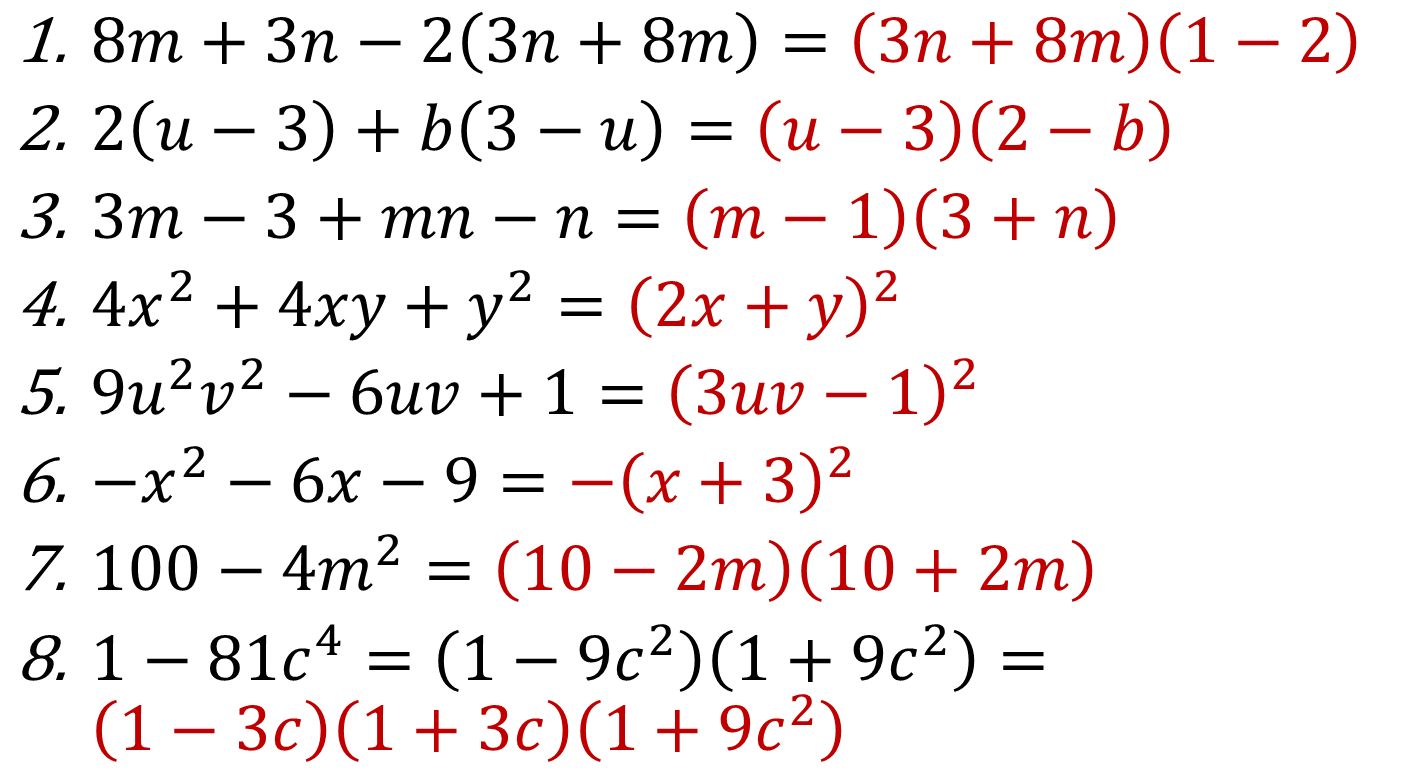 1. 8m + 3n − 2(3n + 8m) = (3n + 8m)(1 − 2)
2. 2(u − 3) + b(3 − u) = (u − 3)(2 − b)
3. 3m − 3 + mn − n = (m − 1)(3 + n)
4. 4x² + 4xy + y² = (2x + y)²
5. 9u²v² − 6uv + 1 = (3uv − 1)²
6. −x² − 6x − 9 = −(x + 3)²
7. 100 − 4m² = (10 − 2m)(10 + 2m)
8. 1 − 81c⁴ = (1 − 9c²)(1 + 9c²) =
(1 − 3c)(1 + 3c)(1 + 9c²)